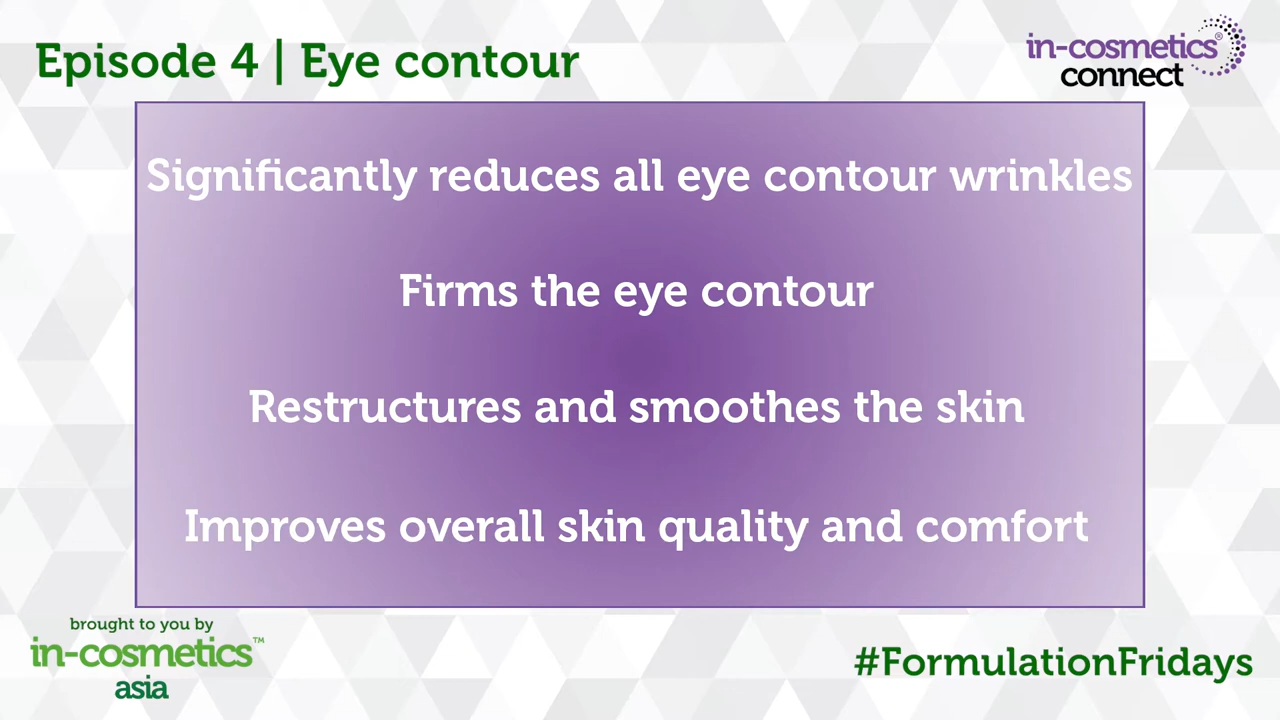 Episode 4 | Eye contour
in-cosmetics®
connect
Significantly reduces all eye contour wrinkles
Firms the eye contour
Restructures and smoothes the skin
Improves overall skin quality and comfort
brought to you by
in-cosmetics™
asia
#FormulationFridays